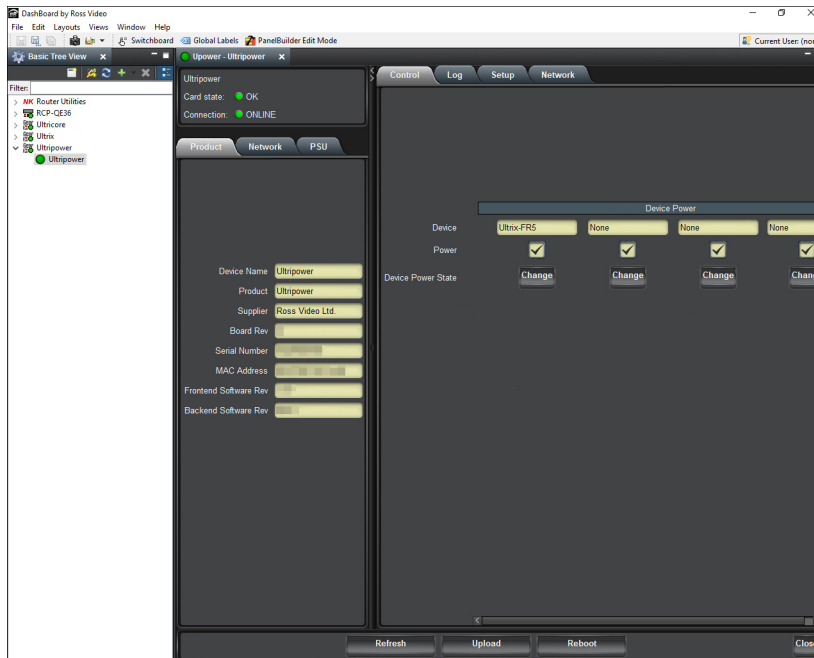 DashBoard by Ross Video
File Edit Layouts Views Window Help
Switchboard Global Labels PanelBuilder Edit Mode
Current User: (nor
Basic Tree View x
Filter:
NK Router Utilities
RCP-QE36
Ultricore
Ultrix
Ultripower
Ultripower
Upower - Ultripower x
Ultripower
Card state: OK
Connection: ONLINE
Product Network PSU
Device Name Ultripower
Product Ultripower
Supplier Ross Video Ltd.
Board Rev
Serial Number
MAC Address
Frontend Software Rev
Backend Software Rev
Control Log Setup Network
Device Power
Device Ultrix-FR5 None None None
Power
Device Power State Change Change Change Chan
Refresh Upload Reboot Clos